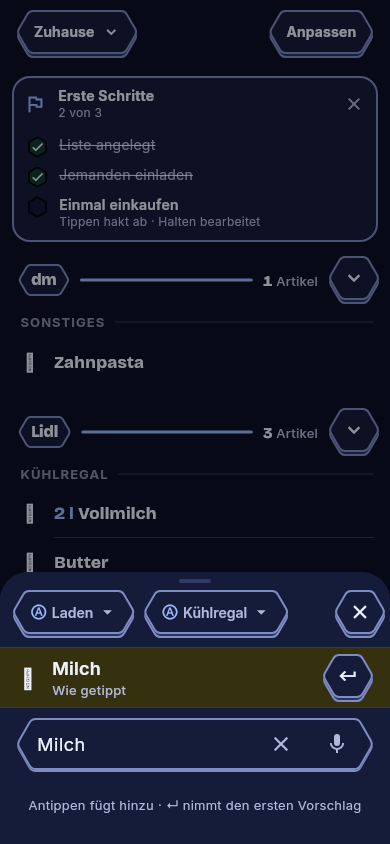 Zuhause
Anpassen
Erste Schritte
2 von 3
Liste angelegt
Jemanden einladen
Einmal einkaufen
Tippen hakt ab · Halten bearbeitet
dm
1 Artikel
SONSTIGES
Zahnpasta
Lidl
3 Artikel
KÜHLREGAL
2 l Vollmilch
Butter
A Laden
A Kühlregal
Milch
Wie getippt
Milch
Antippen fügt hinzu · ↵ nimmt den ersten Vorschlag